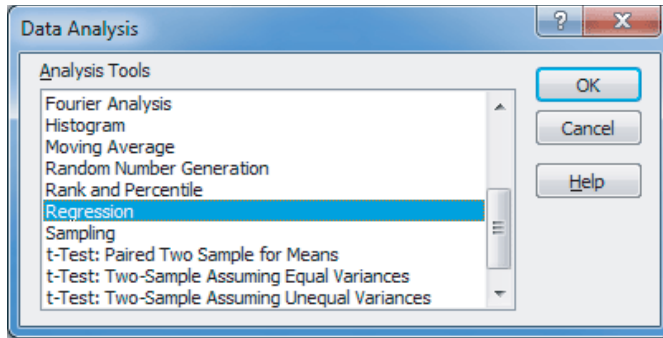 Data Analysis
Analysis Tools
Fourier Analysis
Histogram
Moving Average
Random Number Generation
Rank and Percentile
Regression
Sampling
t-Test: Paired Two Sample for Means
t-Test: Two-Sample Assuming Equal Variances
t-Test: Two-Sample Assuming Unequal Variances
?
OK
Cancel
Help